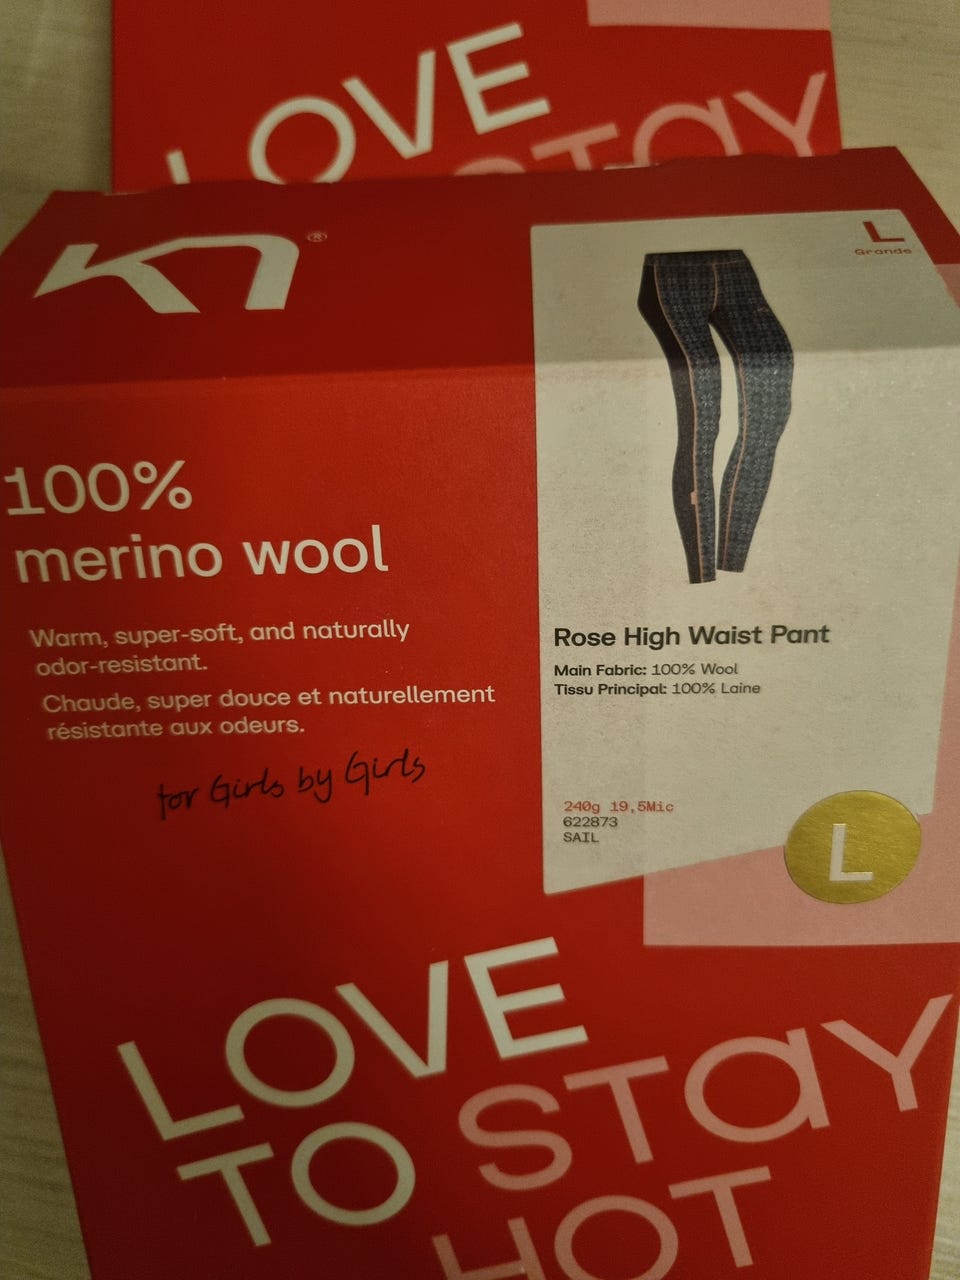 LOVE
STAY
®
L
Grande
100%
merino wool
Warm, super-soft, and naturally
odor-resistant.
Chaude, super douce et naturellement
résistante aux odeurs.
for Girls by Girls
Rose High Waist Pant
Main Fabric: 100% Wool
Tissu Principal: 100% Laine
240g 19,5Mic
622873
SAIL
L
LOVE
TO STAY
HOT